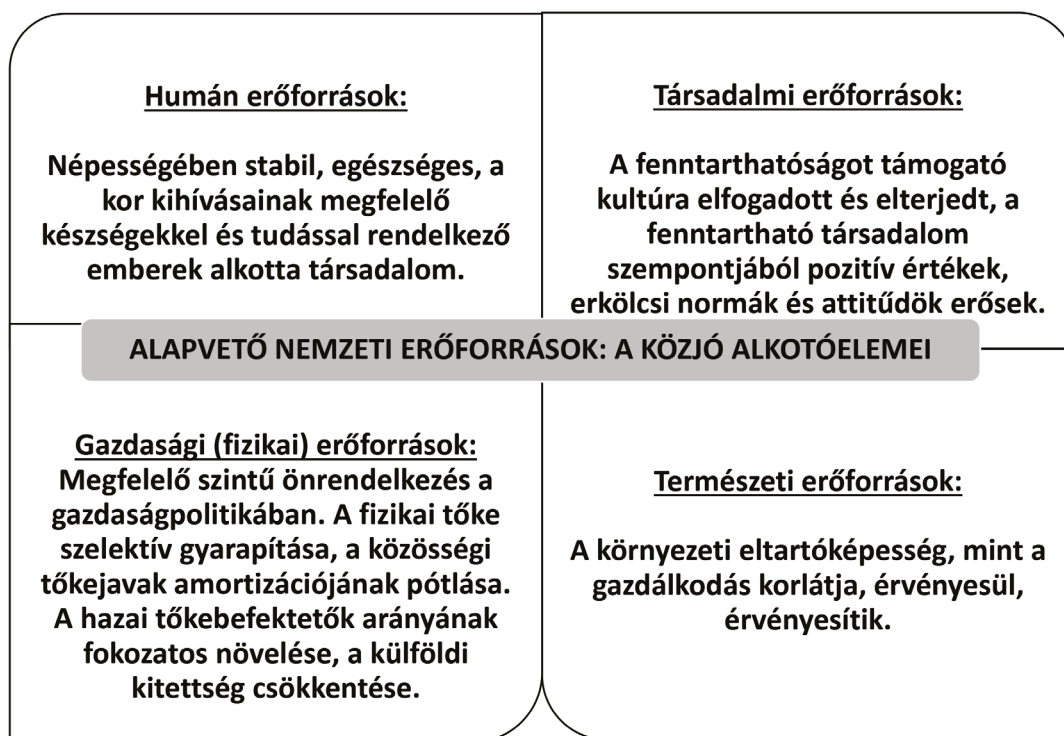 Humán erőforrások:
Népességében stabil, egészséges, a
kor kihívásainak megfelelő
készségekkel és tudással rendelkező
emberek alkotta társadalom.
Társadalmi erőforrások:
A fenntarthatóságot támogató
kultúra elfogadott és elterjedt, a
fenntartható társadalom
szempontjából pozitív értékek,
erkölcsi normák és attitűdök erősek.
ALAPVETŐ NEMZETI ERŐFORRÁSOK: A KÖZJÓ ALKOTÓELEMEI
Gazdasági (fizikai) erőforrások:
Megfelelő szintű önrendelkezés a
gazdaságpolitikában. A fizikai tőke
szelektív gyarapítása, a közösségi
tőkejavak amortizációjának pótlása.
A hazai tőkebefektetők arányának
fokozatos növelése, a külföldi
kitettség csökkentése.
Természeti erőforrások:
A környezeti eltartóképesség, mint a
gazdálkodás korlátja, érvényesül,
érvényesítik.